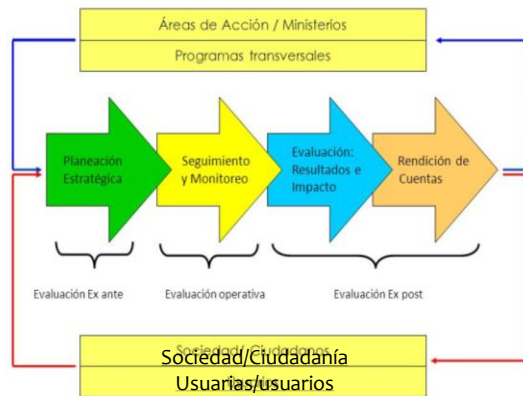 Áreas de Acción / Ministerios
Programas transversales
Planeación
Estratégica
Seguimiento
y Monitoreo
Evaluación:
Resultados e
Impacto
Rendición de
Cuentas
Evaluación Ex ante
Evaluación operativa
Evaluación Ex post
Sociedad/Ciudadanía
Usuarias/usuarios